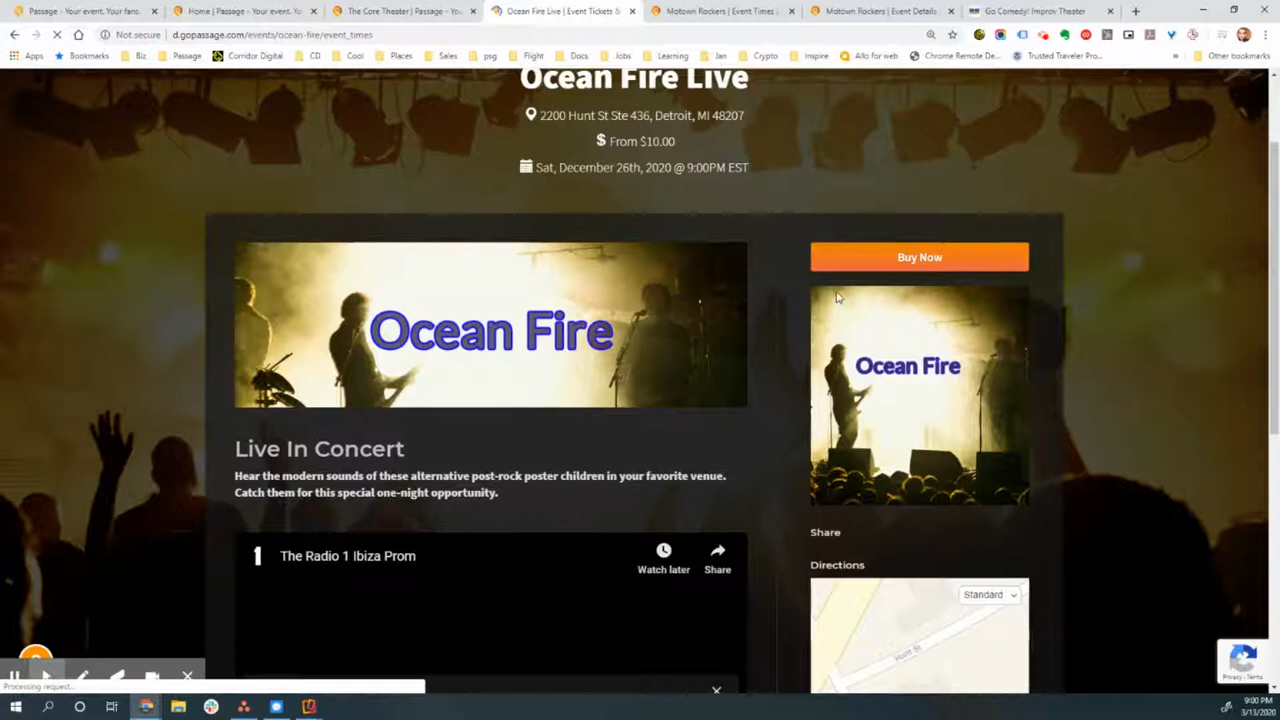 Passage - Your event. Your fans.
Home | Passage - Your event. Y
The Core Theater | Passage - Yo
Ocean Fire Live | Event Tickets &
Motown Rockers | Event Times |
Motown Rockers | Event Details
Go Comedy! Improv Theater
Not secure | d.gopassage.com/events/ocean-fire/event_times
Apps Bookmarks Biz Passage Corridor Digital CD Cool Places Sales psg Flight Docs Jobs Learning Jam Crypto Inspire Allo for web Chrome Remote De... Trusted Traveler Pro... » Other bookmarks
Ocean Fire Live
2200 Hunt St Ste 436, Detroit, MI 48207
$ From $10.00
Sat, December 26th, 2020 @ 9:00PM EST
Ocean Fire
Buy Now
Ocean Fire
Live In Concert
Hear the modern sounds of these alternative post-rock poster children in your favorite venue.
Catch them for this special one-night opportunity.
1 The Radio 1 Ibiza Prom
Watch later Share
Share
Directions
Standard
Hunt St
Privacy - Terms
Processing request...
9:00 PM
3/13/2020